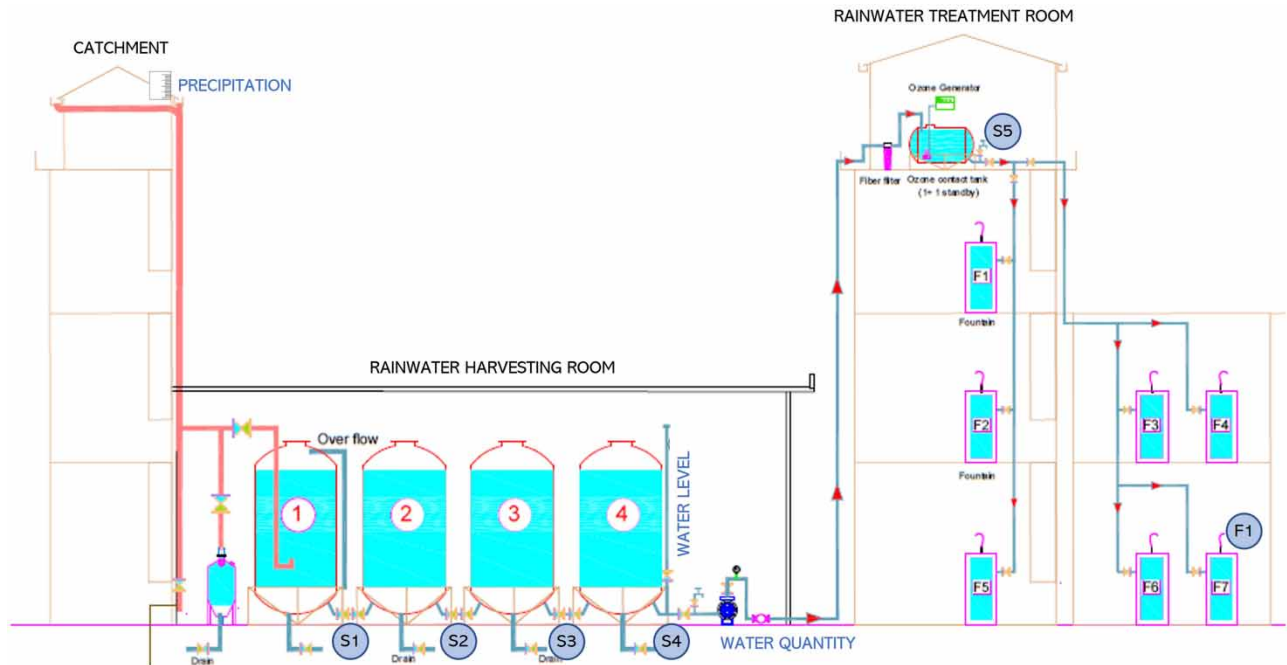 RAINWATER TREATMENT ROOM
CATCHMENT
PRECIPITATION
Ozone Generator
S5
Fiber filter
Ozone contact tank
(1+ 1 standby)
F1
Fountain
RAINWATER HARVESTING ROOM
F2
F3
F4
Fountain
Over flow
WATER LEVEL
1
2
3
4
F1
F5
F6
F7
S1
S2
S3
S4
WATER QUANTITY
Drain
Drain
Drain